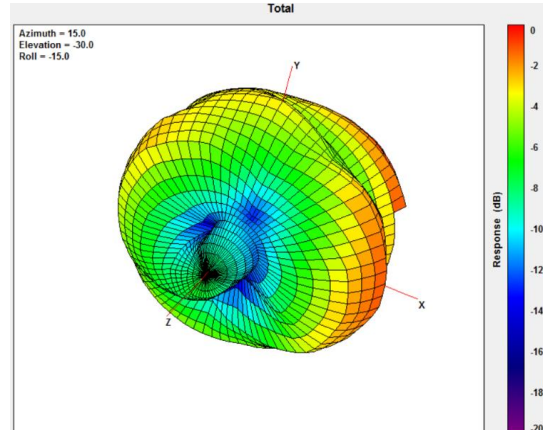 Total
Azimuth = 15.0
Elevation = -30.0
Roll = -15.0
Y
X
Z
0
-2
-4
-6
-8
-10
-12
-14
-16
-18
-20
Response (dB)